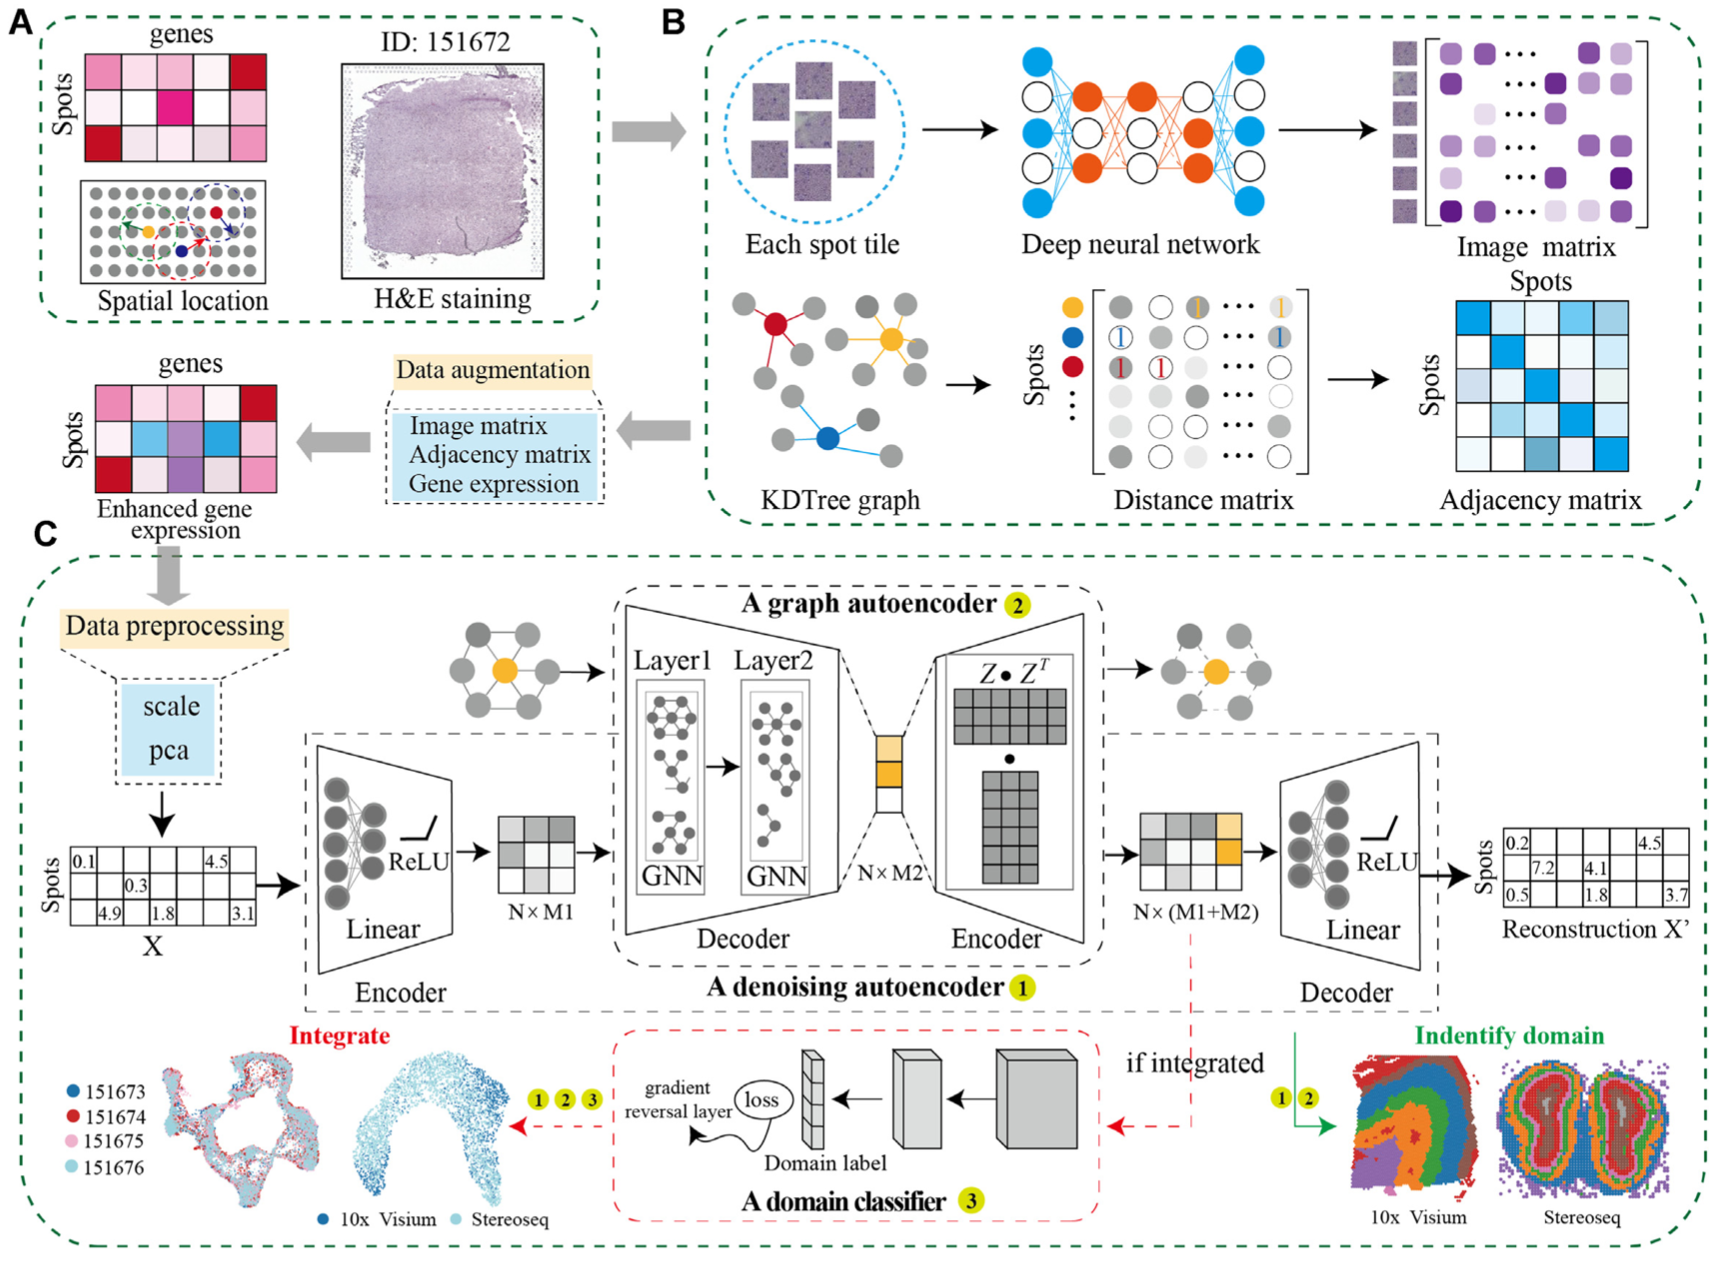 A
genes
Spots
Spatial location
ID: 151672
H&E staining
B
Each spot tile
Deep neural network
Image matrix
KDTree graph
Spots
1
1
1
1
1
1
Distance matrix
Spots
Spots
Adjacency matrix
Data augmentation
Image matrix
Adjacency matrix
Gene expression
genes
Spots
Enhanced gene
expression
C
Data preprocessing
scale
pca
Spots
0.1 4.5
0.3
4.9 1.8 3.1
X
ReLU
Linear
Encoder
N× M1
A graph autoencoder 2
Layer1
Layer2
GNN
GNN
Decoder
N× M2
Z • Z^T
Encoder
A denoising autoencoder 1
N× (M1+M2)
ReLU
Linear
Decoder
Spots
0.2 4.5
7.2 4.1
0.5 1.8 3.7
Reconstruction X’
Integrate
151673
151674
151675
151676
10x Visium
Stereoseq
1 2 3
gradient
reversal layer
loss
Domain label
A domain classifier 3
if integrated
1 2
Indentify domain
10x Visium
Stereoseq